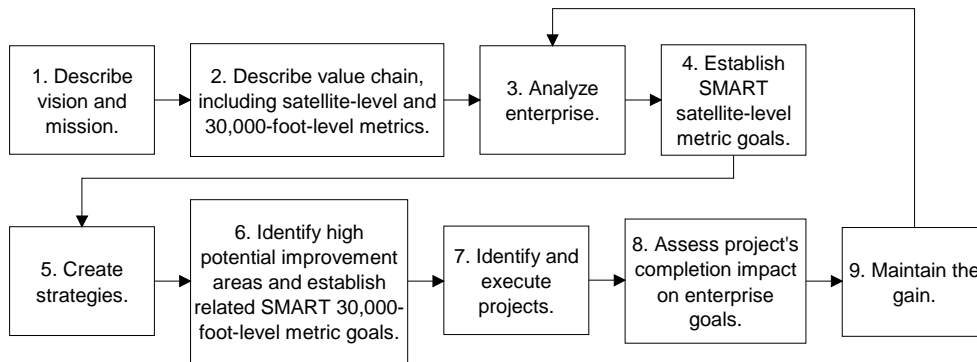 1. Describe
vision and
mission.
2. Describe value chain,
including satellite-level and
30,000-foot-level metrics.
3. Analyze
enterprise.
4. Establish
SMART
satellite-level
metric goals.
5. Create
strategies.
6. Identify high
potential improvement
areas and establish
related SMART 30,000-
foot-level metric goals.
7. Identify and
execute
projects.
8. Assess project's
completion impact
on enterprise
goals.
9. Maintain the
gain.